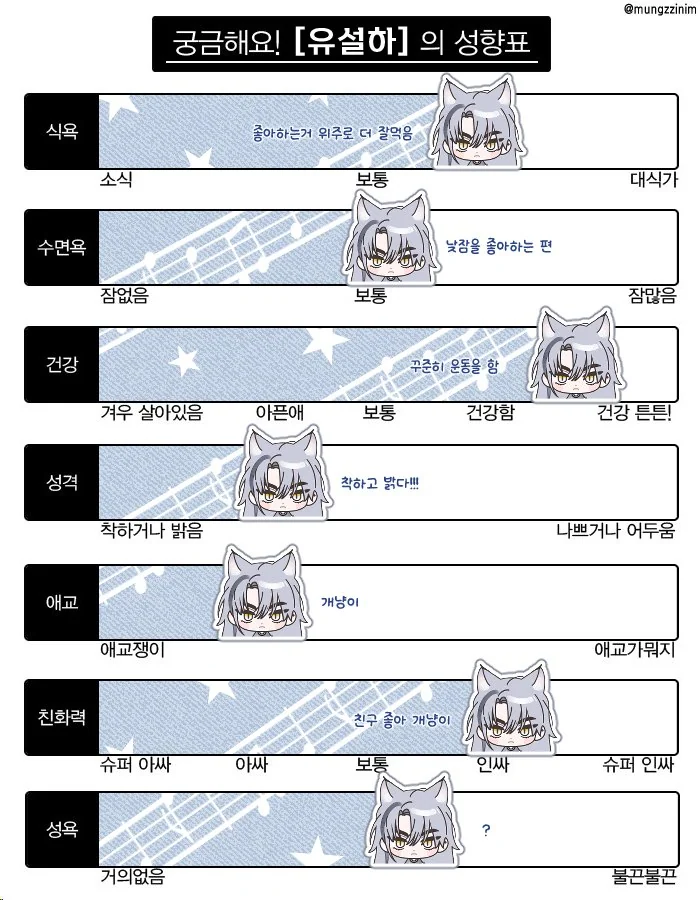 @mungzzinim
궁금해요! [유설하] 의 성향표
식욕
좋아하는거 위주로 더 잘먹음
소식 보통 대식가
수면욕
낮잠을 좋아하는 편
잠없음 보통 잠많음
건강
꾸준히 운동을 함
겨우 살아있음 아픈애 보통 건강함 건강 튼튼!
성격
착하고 밝다!!!
착하거나 밝음 나쁘거나 어두움
애교
개냥이
애교쟁이 애교가뭐지
친화력
친구 좋아 개냥이
슈퍼 아싸 아싸 보통 인싸 슈퍼 인싸
성욕
?
거의없음 불끈불끈